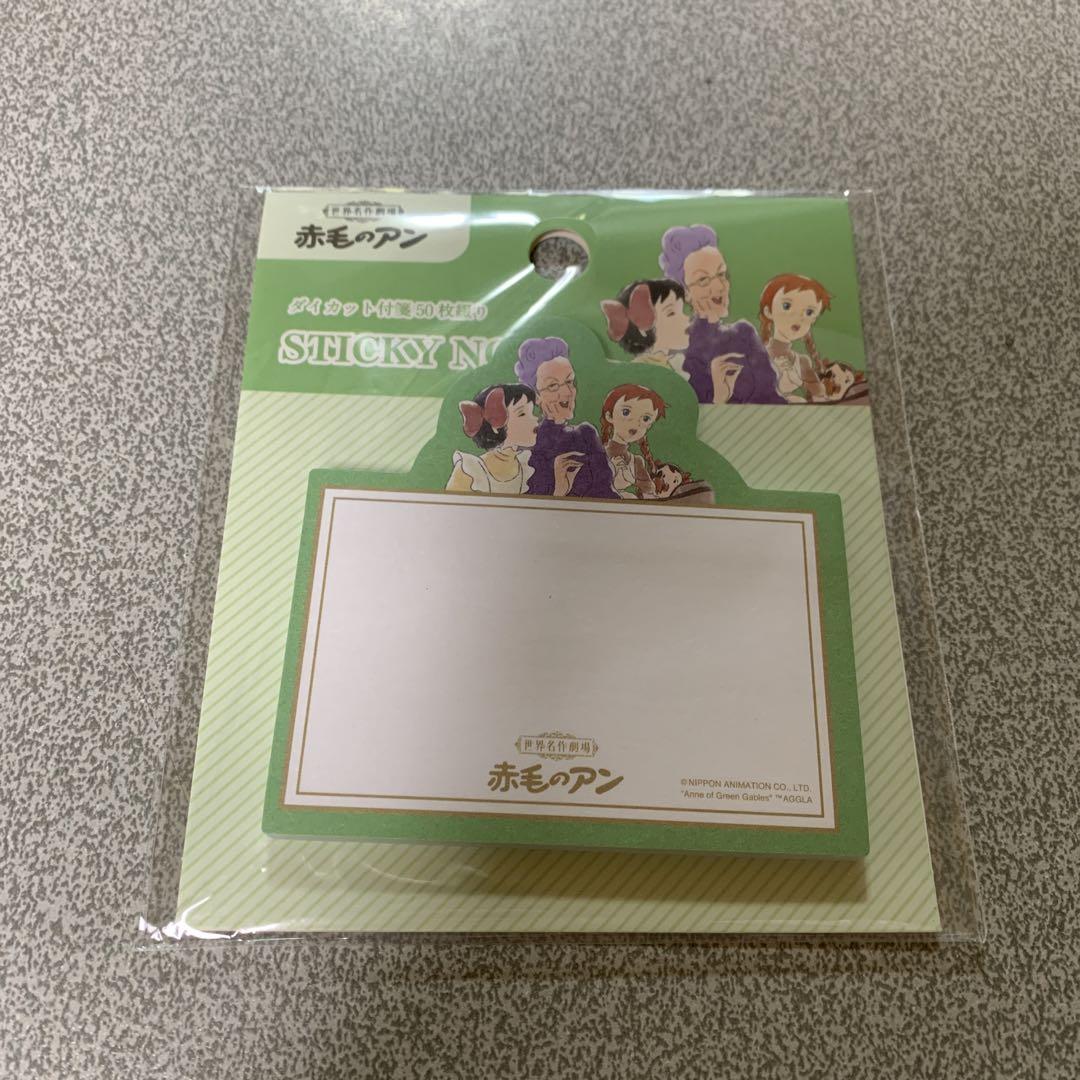 世界名作劇場
赤毛のアン
ダイカット付箋50枚綴り
STICKY NO
世界名作劇場
赤毛のアン
©NIPPON ANIMATION CO., LTD.
"Anne of Green Gables" ™AGGLA